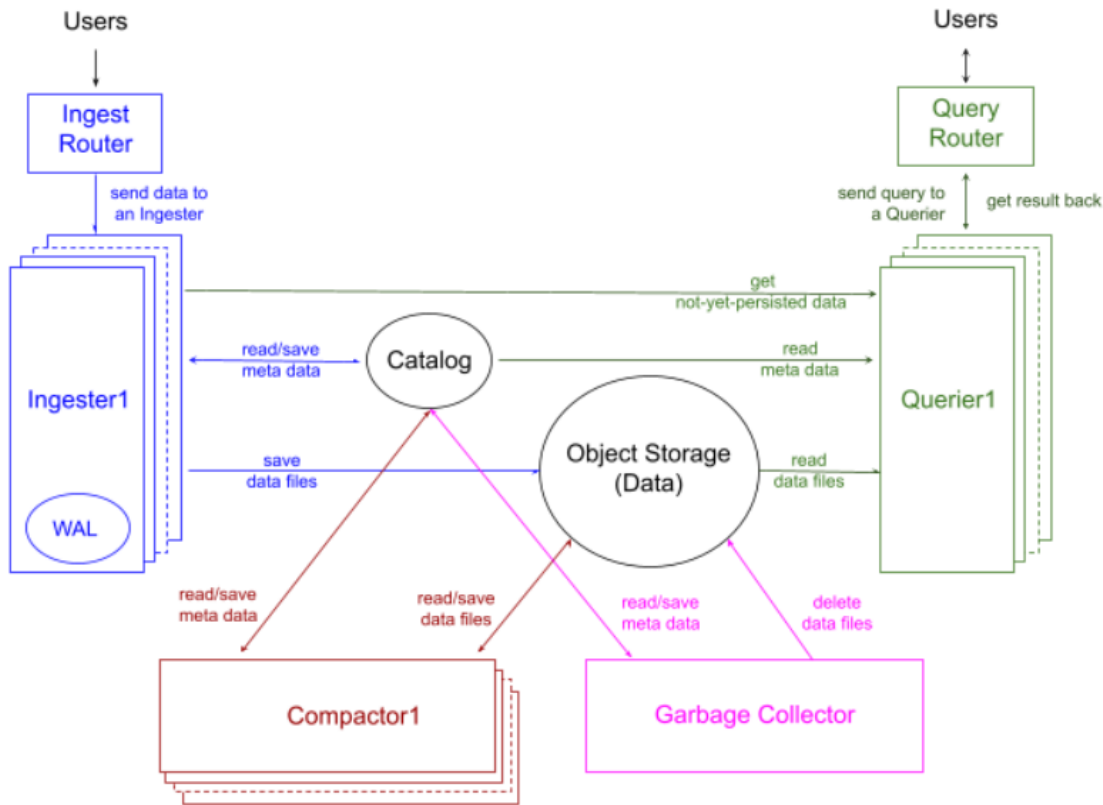 Users
Users
Ingest
Router
Query
Router
send data to
an Ingester
send query to
a Querier
get result back
get
not-yet-persisted data
read/save
meta data
Catalog
read
meta data
Ingester1
Querier1
Object Storage
(Data)
save
data files
read
data files
WAL
read/save
meta data
read/save
data files
read/save
meta data
delete
data files
Compactor1
Garbage Collector